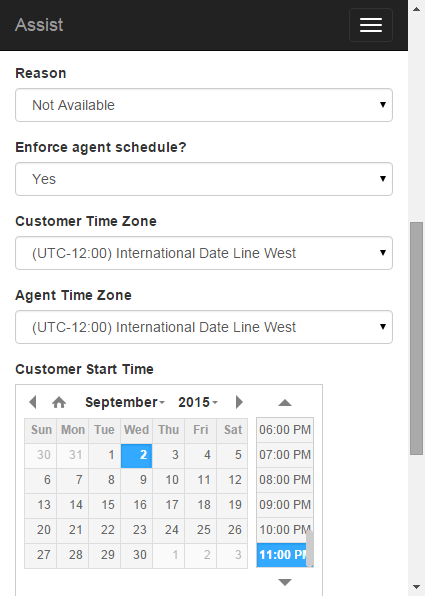 Assist
Reason
Not Available
Enforce agent schedule?
Yes
Customer Time Zone
(UTC-12:00) International Date Line West
Agent Time Zone
(UTC-12:00) International Date Line West
Customer Start Time
September 2015
Sun Mon Tue Wed Thu Fri Sat
30 31 1 2 3 4 5
6 7 8 9 10 11 12
13 14 15 16 17 18 19
20 21 22 23 24 25 26
27 28 29 30 1 2 3
06:00 PM
07:00 PM
08:00 PM
09:00 PM
10:00 PM
11:00 PM